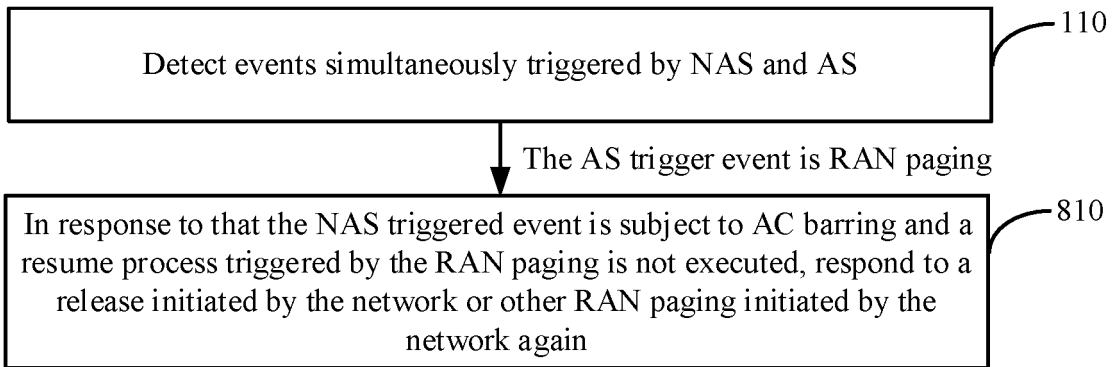 110
Detect events simultaneously triggered by NAS and AS
The AS trigger event is RAN paging
810
In response to that the NAS triggered event is subject to AC barring and a
resume process triggered by the RAN paging is not executed, respond to a
release initiated by the network or other RAN paging initiated by the
network again